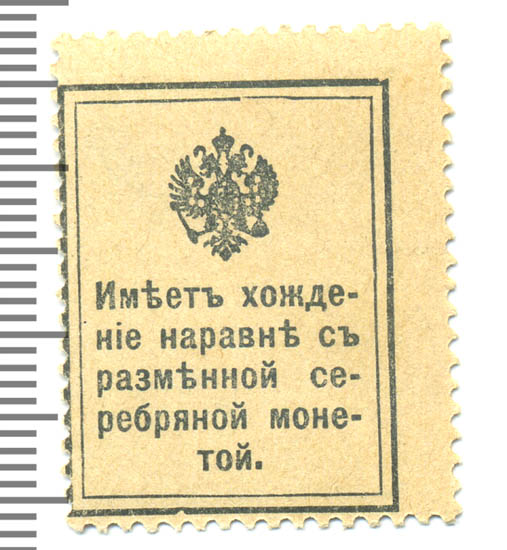 Имѣетъ хожде-
ніе наравнѣ съ
размѣнной се-
ребряной моне-
той.